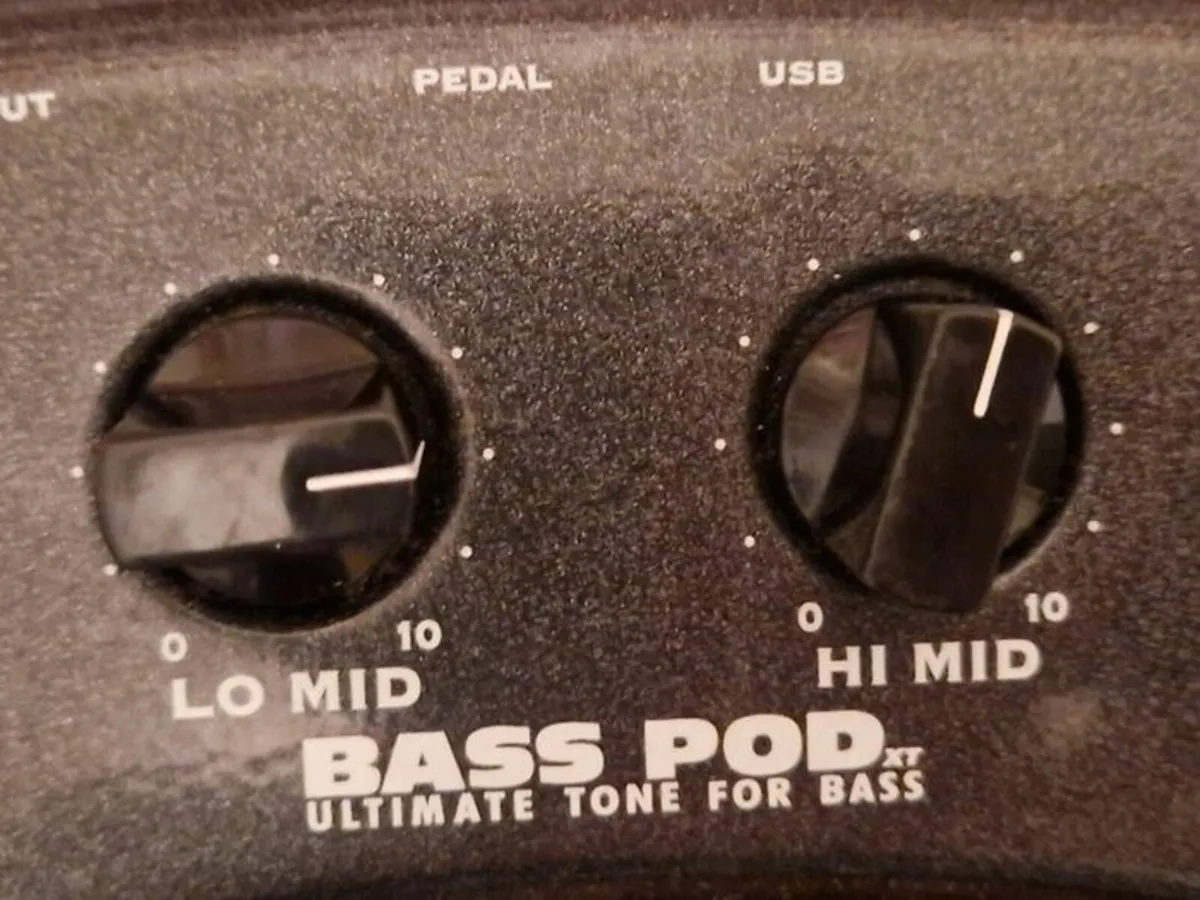 UT
PEDAL
USB
0
10
LO MID
0
10
HI MID
BASS POD XT
ULTIMATE TONE FOR BASS